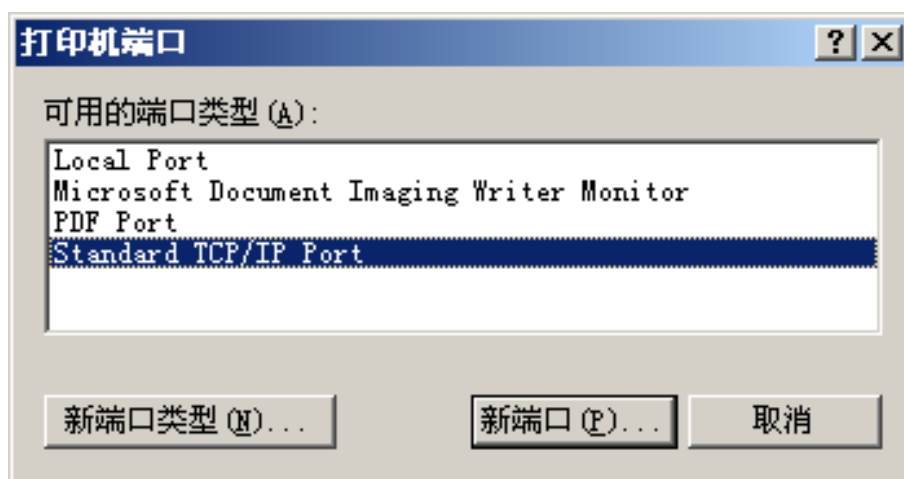 打印机端口
可用的端口类型(A):
Local Port
Microsoft Document Imaging Writer Monitor
PDF Port
Standard TCP/IP Port
新端口类型(N)... 新端口(P)... 取消